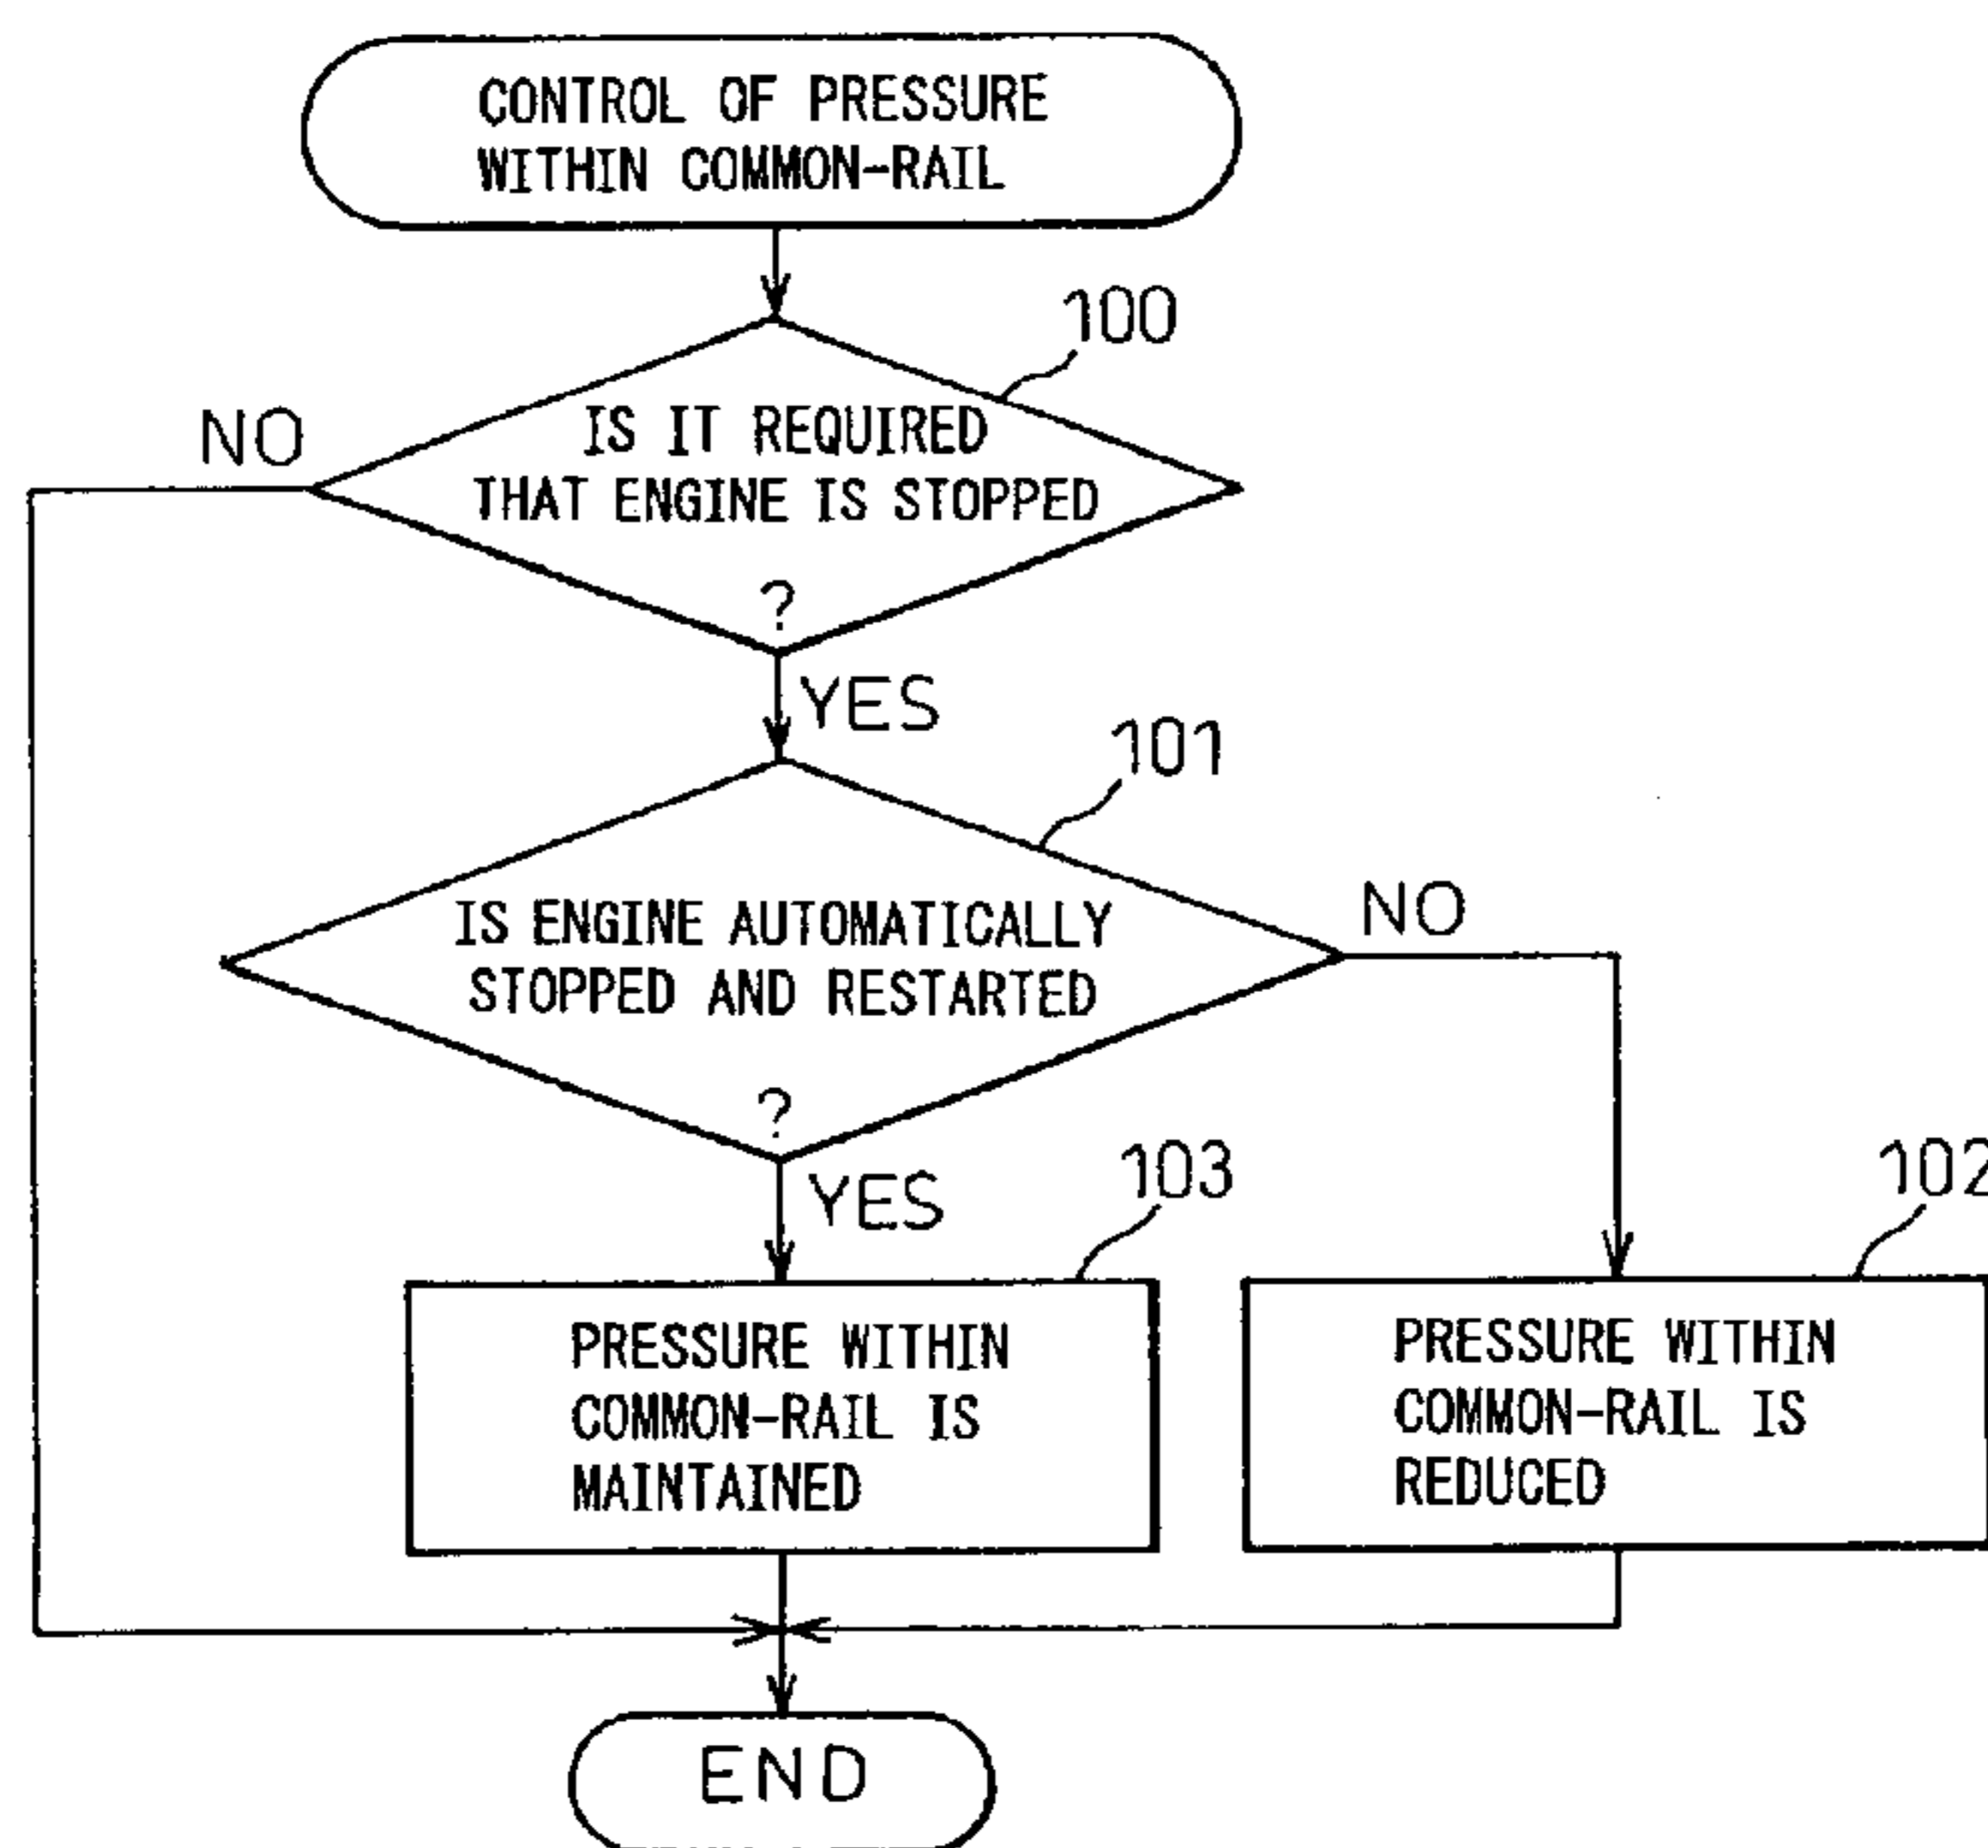 CONTROL OF PRESSURE
WITHIN COMMON-RAIL
100
NO
IS IT REQUIRED
THAT ENGINE IS STOPPED
?
YES
101
IS ENGINE AUTOMATICALLY
STOPPED AND RESTARTED
?
NO
YES
103
102
PRESSURE WITHIN
COMMON-RAIL IS
MAINTAINED
PRESSURE WITHIN
COMMON-RAIL IS
REDUCED
END